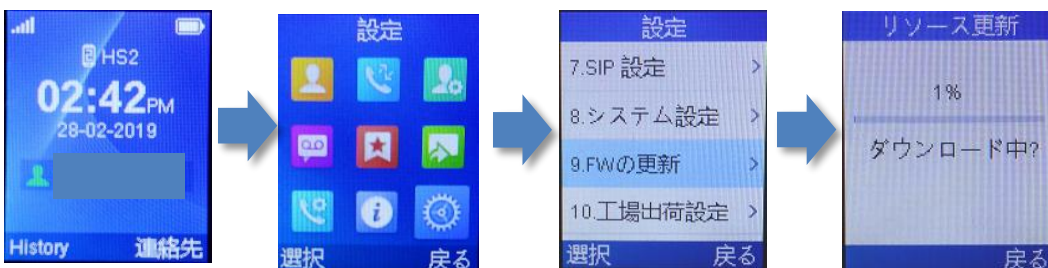 2 HS2
02:42PM
28-02-2019
History 連絡先
設定
選択 戻る
設定
7.SIP 設定 >
8.システム設定 >
9.FWの更新 >
10.工場出荷設定 >
選択 戻る
リソース更新
1%
ダウンロード中?
戻る